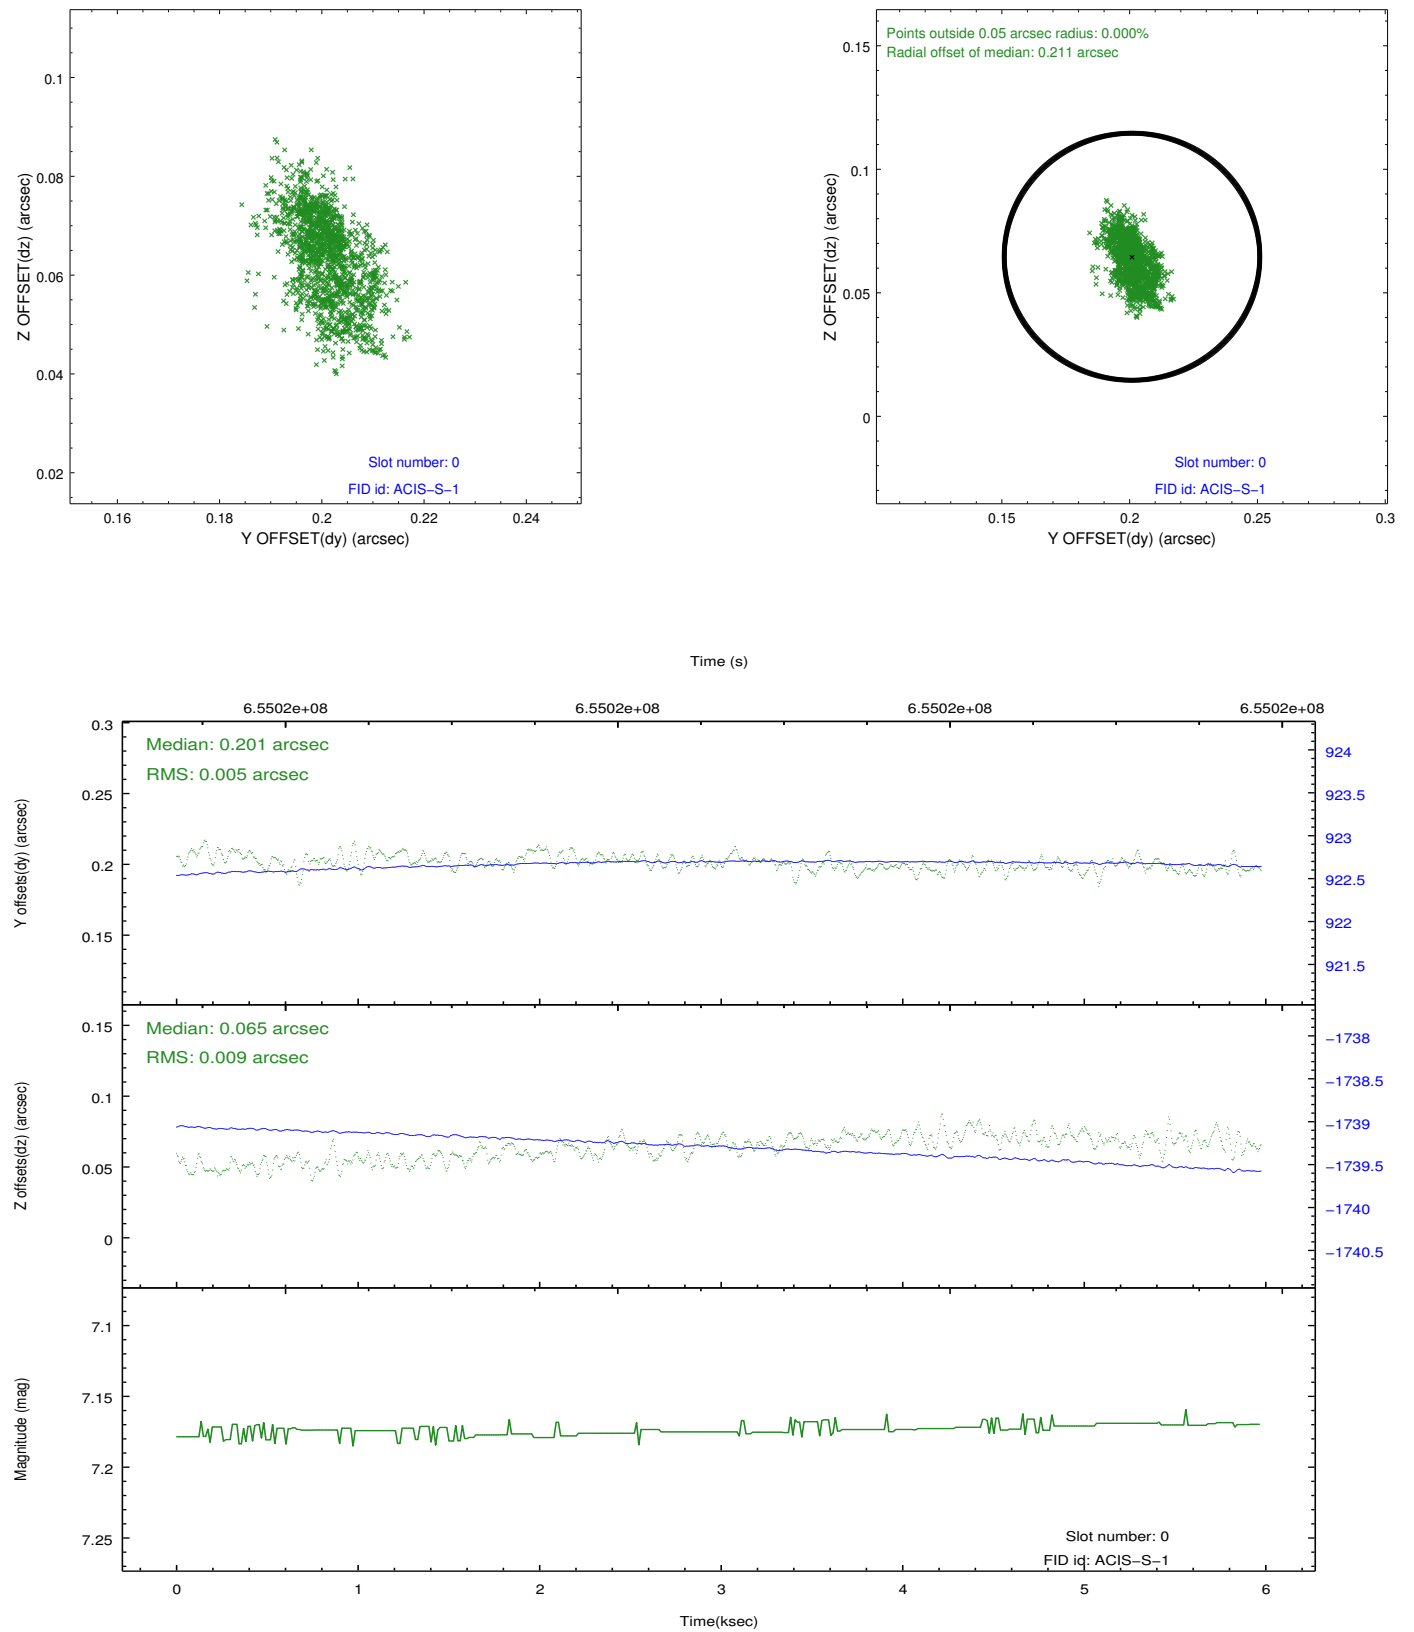 0.1
0.08
0.06
0.04
0.02
Z OFFSET(dz) (arcsec)
Slot number: 0
FID id: ACIS−S−1
0.16 0.18 0.2 0.22 0.24
Y OFFSET(dy) (arcsec)
Points outside 0.05 arcsec radius: 0.000%
Radial offset of median: 0.211 arcsec
0.15
0.1
0.05
0
Z OFFSET(dz) (arcsec)
Slot number: 0
FID id: ACIS−S−1
0.15 0.2 0.25 0.3
Y OFFSET(dy) (arcsec)
Time (s)
6.5502e+08 6.5502e+08 6.5502e+08 6.5502e+08
Median: 0.201 arcsec
RMS: 0.005 arcsec
0.3
0.25
0.2
0.15
Y offsets(dy) (arcsec)
924
923.5
923
922.5
922
921.5
Median: 0.065 arcsec
RMS: 0.009 arcsec
0.15
0.1
0.05
0
Z offsets(dz) (arcsec)
−1738
−1738.5
−1739
−1739.5
−1740
−1740.5
7.1
7.15
7.2
7.25
Magnitude (mag)
Slot number: 0
FID id: ACIS−S−1
0 1 2 3 4 5 6
Time(ksec)